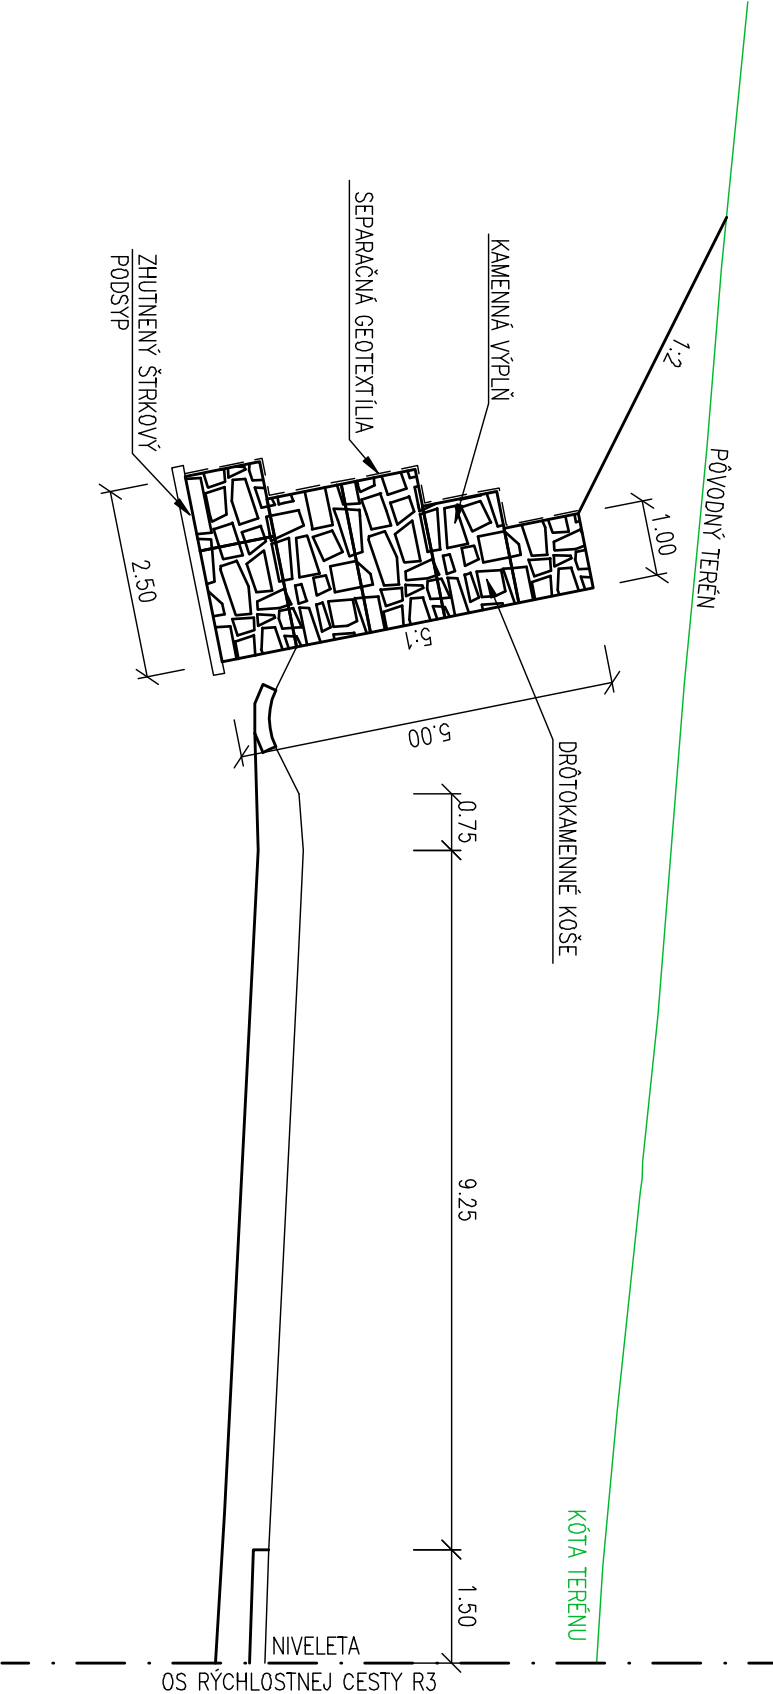 ZHUTNENÝ ŠTRKOVÝ
PODSYP
SEPARAČNÁ GEOTEXTÍLIA
KAMENNÁ VÝPLŇ
1:2
PÔVODNÝ TERÉN
1.00
2.50
5:1
5.00
DRÔTOKAMENNÉ KOŠE
0.75
9.25
1.50
KÓTA TERÉNU
NIVELETA
OS RÝCHLOSTNEJ CESTY R3